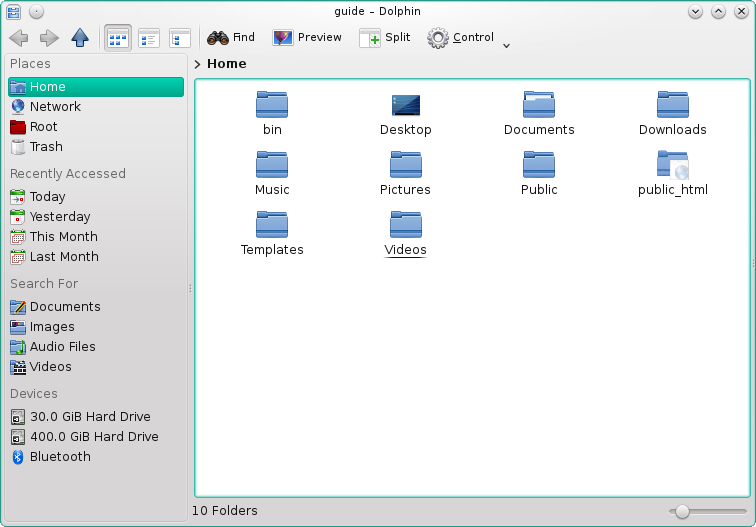 guide – Dolphin
Find Preview Split Control
Places
Home
Network
Root
Trash
Recently Accessed
Today
Yesterday
This Month
Last Month
Search For
Documents
Images
Audio Files
Videos
Devices
30.0 GiB Hard Drive
400.0 GiB Hard Drive
Bluetooth
> Home
bin Desktop Documents Downloads
Music Pictures Public public_html
Templates Videos
10 Folders